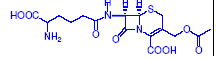 H H H
O N S
HOOC
NH₂ O N O
COOH O